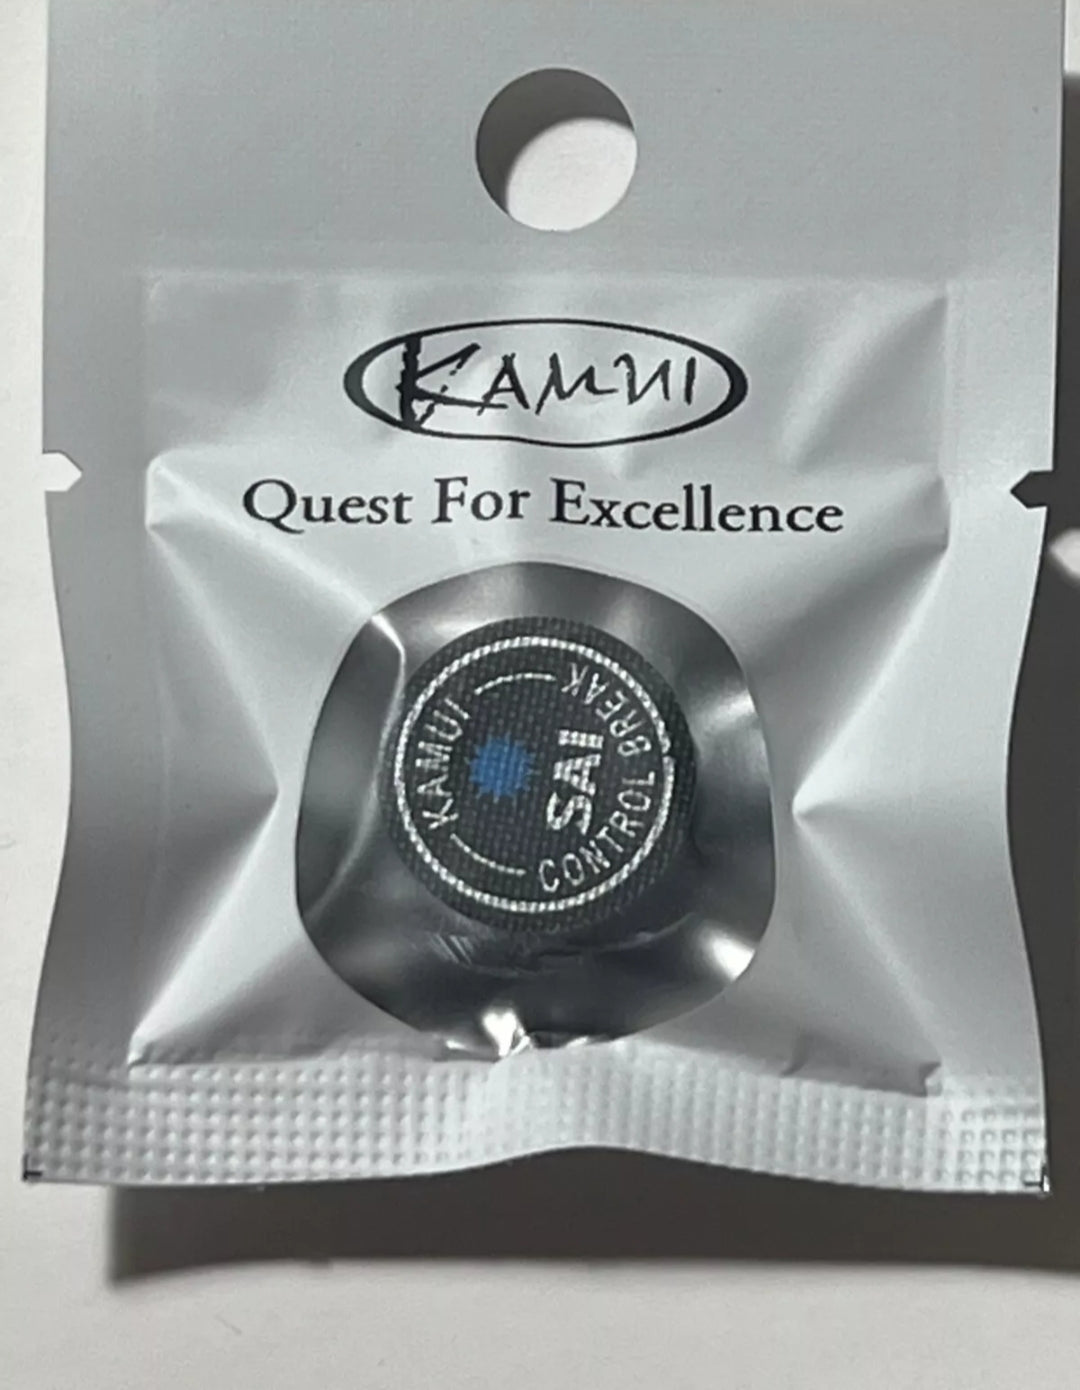 KAMUI
Quest For Excellence
KAMUI
SAI
CONTROL BREAK